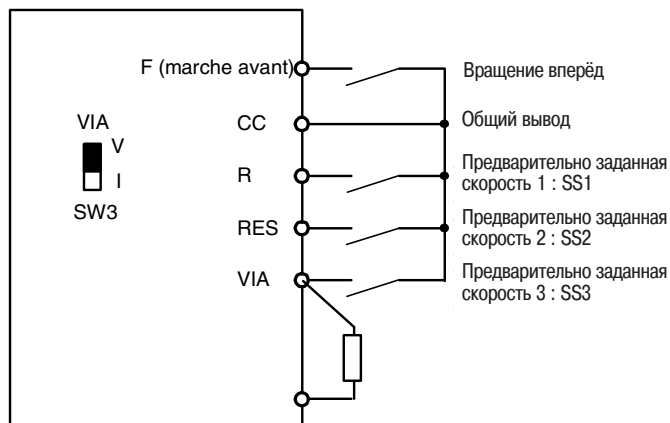 F (marche avant)
Вращение вперёд
VIA
V
I
SW3
CC
Общий вывод
R
Предварительно заданная
скорость 1 : SS1
RES
Предварительно заданная
скорость 2 : SS2
VIA
Предварительно заданная
скорость 3 : SS3